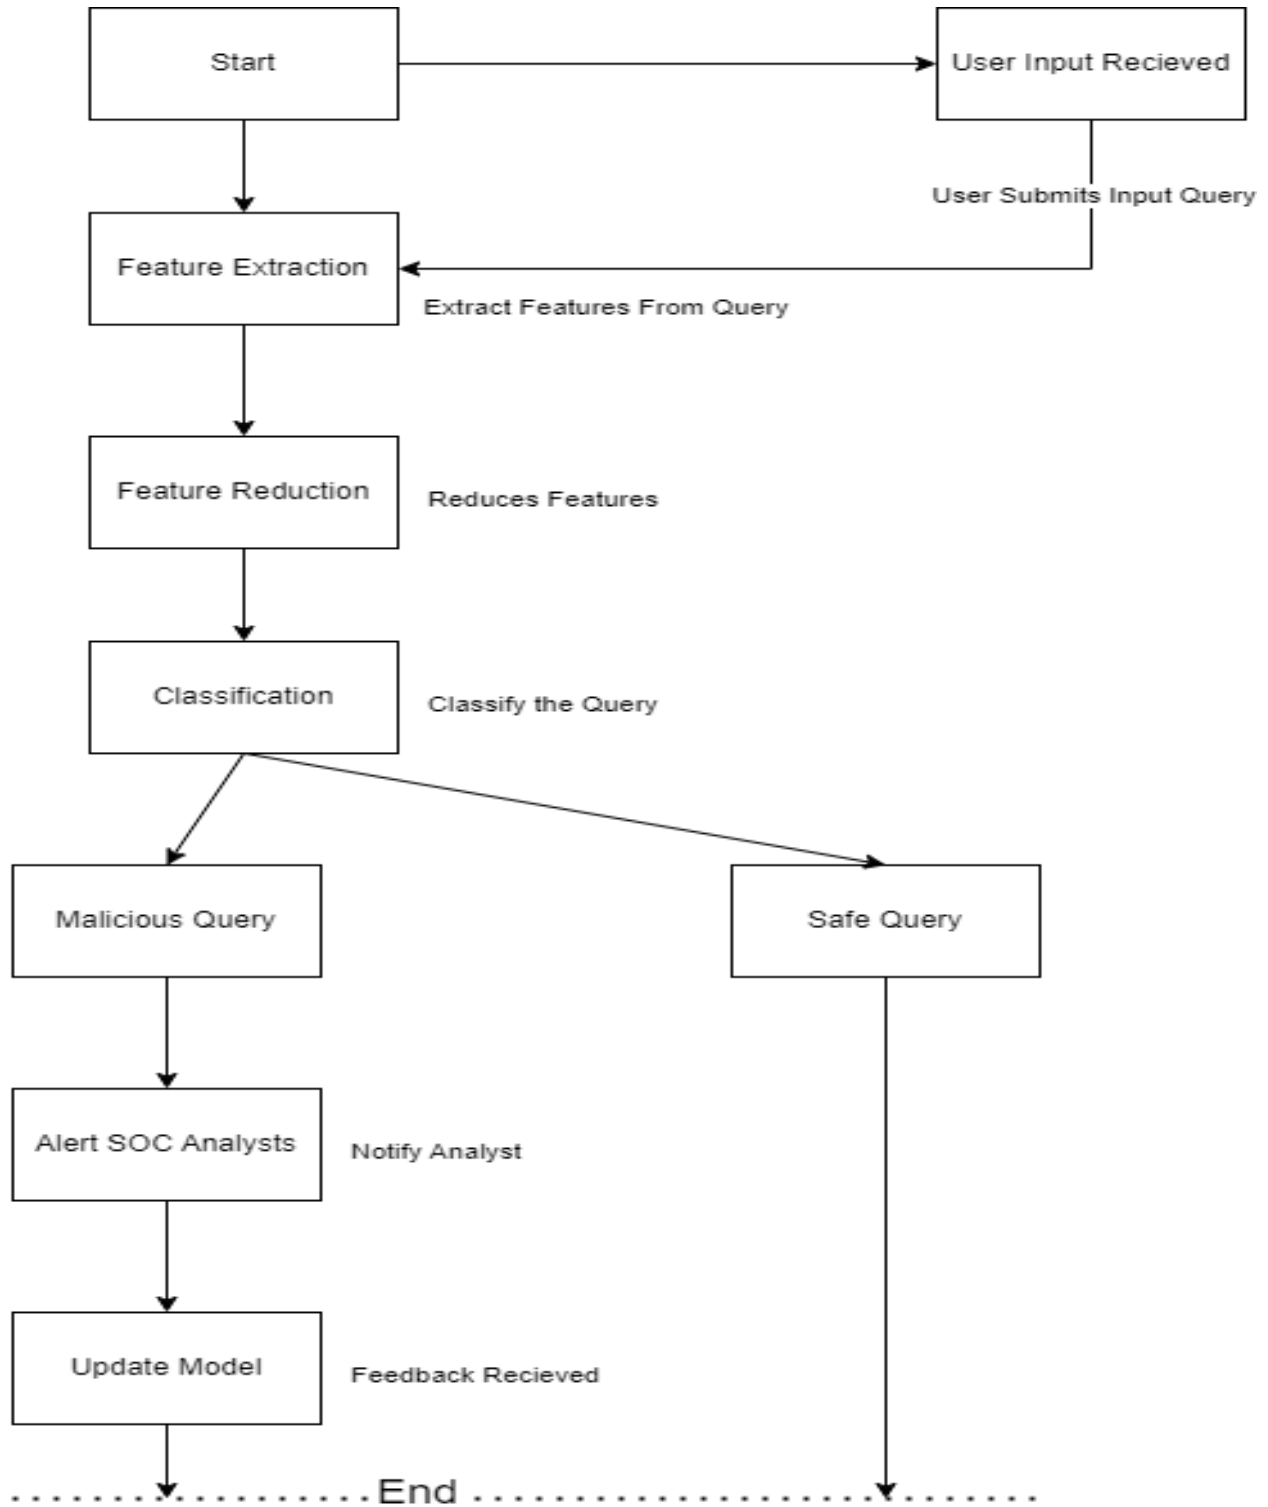 Start
User Input Recieved
User Submits Input Query
Feature Extraction
Extract Features From Query
Feature Reduction
Reduces Features
Classification
Classify the Query
Malicious Query
Safe Query
Alert SOC Analysts
Notify Analyst
Update Model
Feedback Recieved
End